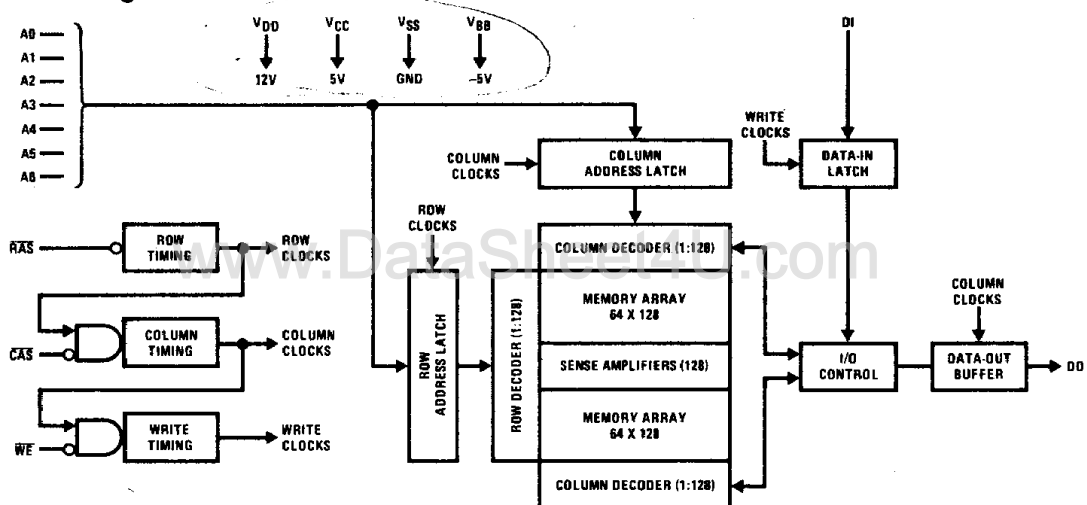 A0
A1
A2
A3
A4
A5
A6
VDD
12V
VCC
5V
VSS
GND
VBB
-5V
DI
COLUMN
CLOCKS
COLUMN
ADDRESS LATCH
WRITE
CLOCKS
DATA-IN
LATCH
RAS
ROW
TIMING
ROW
CLOCKS
ROW
CLOCKS
www.DataSheet4U.com
COLUMN DECODER (1:128)
CAS
COLUMN
TIMING
COLUMN
CLOCKS
ROW
ADDRESS LATCH
ROW DECODER (1:128)
MEMORY ARRAY
64 X 128
SENSE AMPLIFIERS (128)
MEMORY ARRAY
64 X 128
COLUMN DECODER (1:128)
I/O
CONTROL
COLUMN
CLOCKS
DATA-OUT
BUFFER
DO
WE
WRITE
TIMING
WRITE
CLOCKS